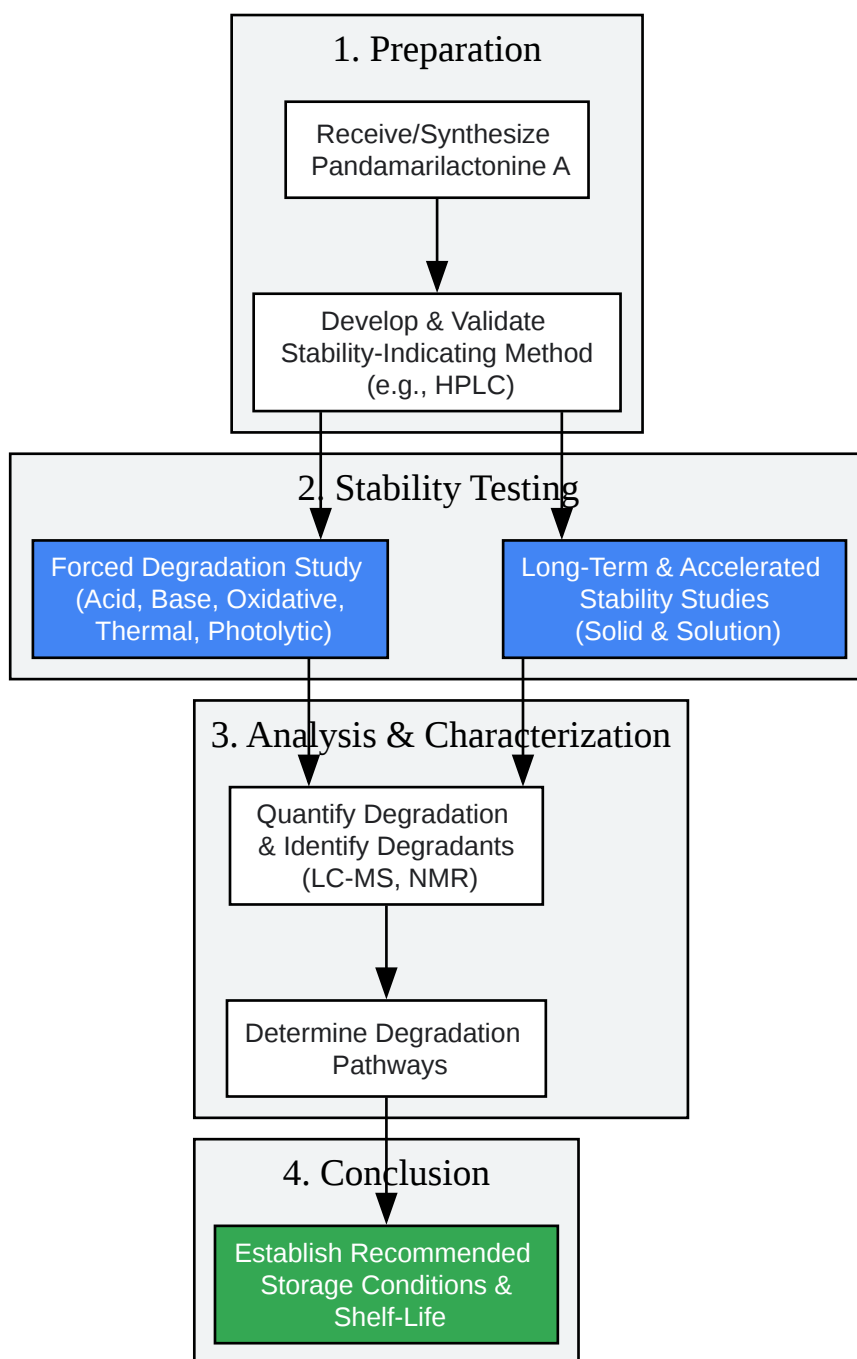 1. Preparation
Receive/Synthesize
Pandamarilactonine A
Develop & Validate
Stability-Indicating Method
(e.g., HPLC)
2. Stability Testing
Forced Degradation Study
(Acid, Base, Oxidative,
Thermal, Photolytic)
Long-Term & Accelerated
Stability Studies
(Solid & Solution)
3. Analysis & Characterization
Quantify Degradation
& Identify Degradants
(LC-MS, NMR)
Determine Degradation
Pathways
4. Conclusion
Establish Recommended
Storage Conditions &
Shelf-Life